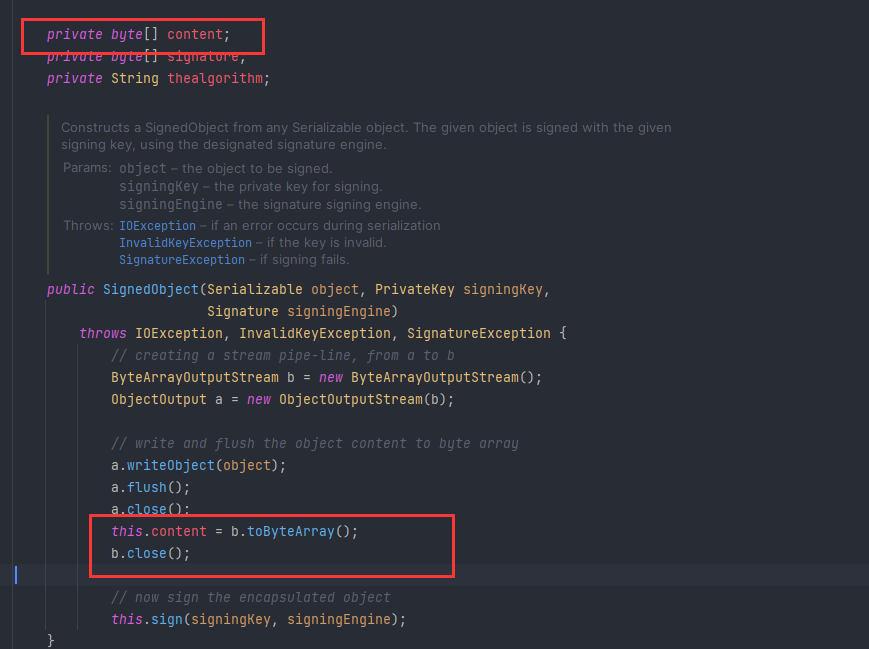 private byte[] content;
private byte[] signature;
private String thealgorithm;
Constructs a SignedObject from any Serializable object. The given object is signed with the given
signing key, using the designated signature engine.
Params: object – the object to be signed.
signingKey – the private key for signing.
signingEngine – the signature signing engine.
Throws: IOException – if an error occurs during serialization
InvalidKeyException – if the key is invalid.
SignatureException – if signing fails.
public SignedObject(Serializable object, PrivateKey signingKey,
Signature signingEngine)
throws IOException, InvalidKeyException, SignatureException {
// creating a stream pipe-line, from a to b
ByteArrayOutputStream b = new ByteArrayOutputStream();
ObjectOutput a = new ObjectOutputStream(b);
// write and flush the object content to byte array
a.writeObject(object);
a.flush();
a.close();
this.content = b.toByteArray();
b.close();
// now sign the encapsulated object
this.sign(signingKey, signingEngine);
}